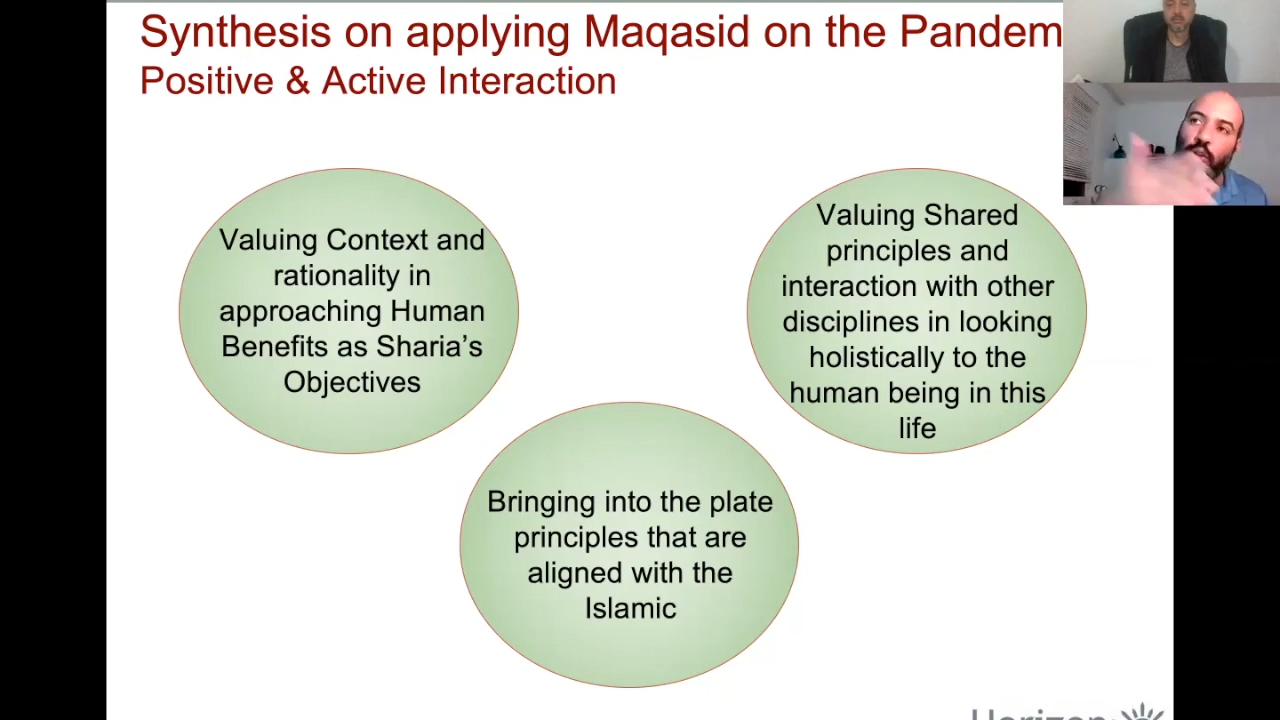 Synthesis on applying Maqasid on the Pandem
Positive & Active Interaction
Valuing Context and
rationality in
approaching Human
Benefits as Sharia's
Objectives
Valuing Shared
principles and
interaction with other
disciplines in looking
holistically to the
human being in this
life
Bringing into the plate
principles that are
aligned with the
Islamic